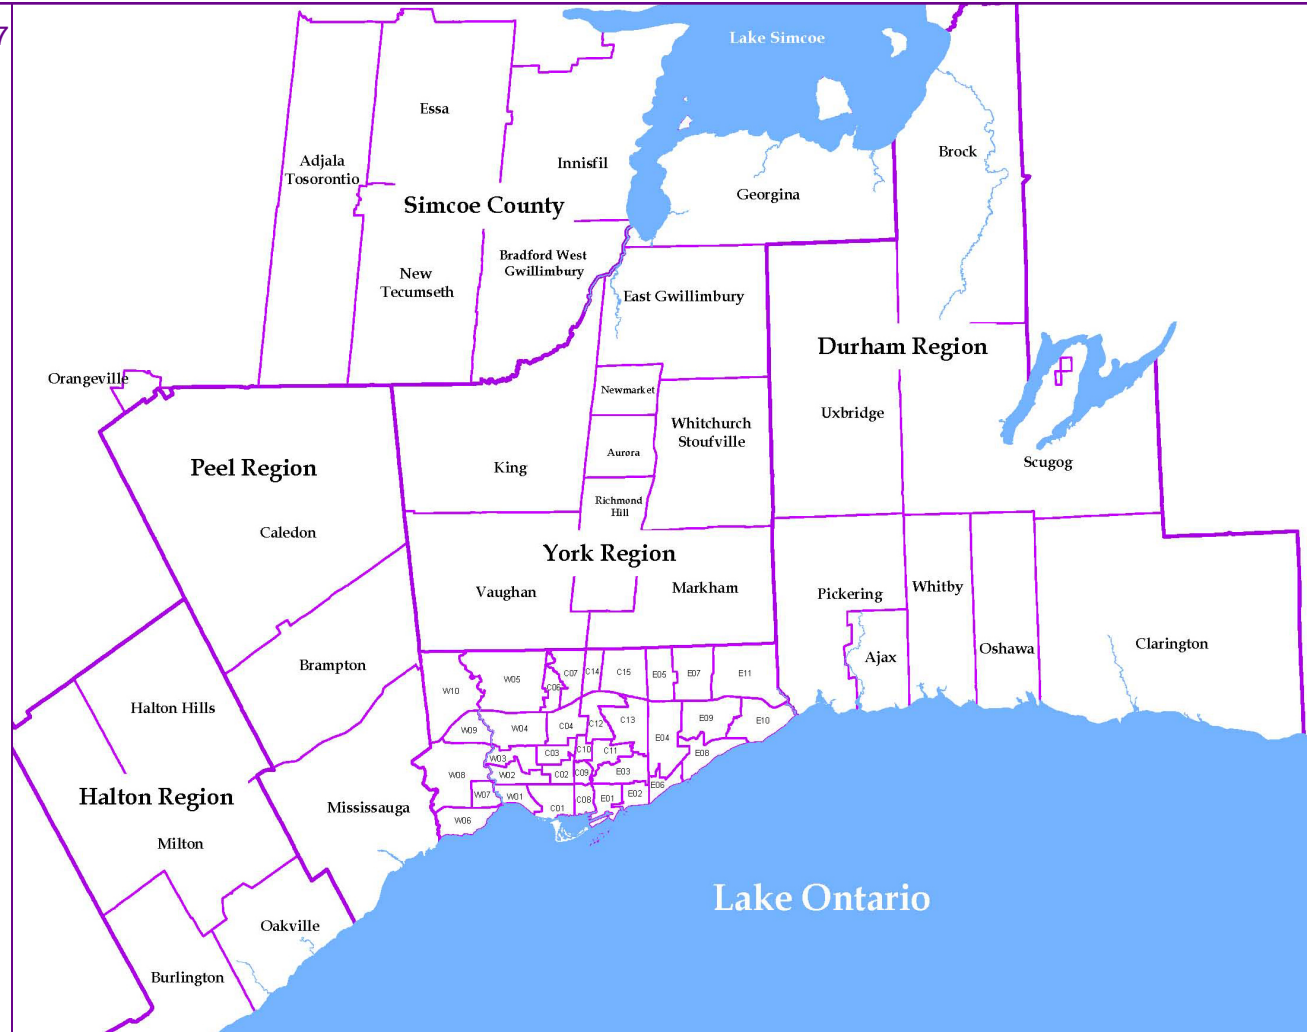 7
Lake Simcoe
Essa
Adjala
Tosorontio
Innisfil
Brock
Georgina
Simcoe County
New
Tecumseth
Bradford West
Gwillimbury
East Gwillimbury
Durham Region
Orangeville
Newmarket
Uxbridge
Whitchurch
Stoufville
Aurora
Scugog
Peel Region
King
Richmond
Hill
Caledon
York Region
Vaughan
Markham
Pickering
Whitby
Ajax
Oshawa
Clarington
Brampton
Halton Hills
W10
W05
C06
C07
C14
C15
E05
E07
E11
W09
W04
C04
C12
C13
E04
E09
E10
W08
W03
C03
C10
C11
E08
W02
C02
C09
E03
W07
W01
C01
C08
E01
E02
E06
W06
Halton Region
Mississauga
Milton
Lake Ontario
Oakville
Burlington